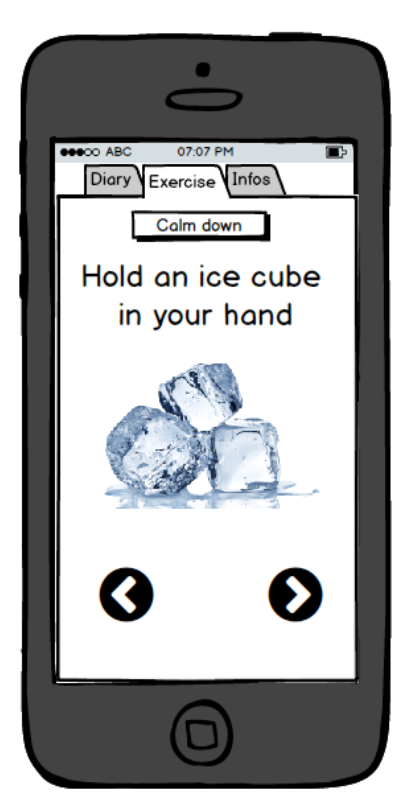 ABC 07:07 PM
Diary Exercise Infos
Calm down
Hold an ice cube
in your hand